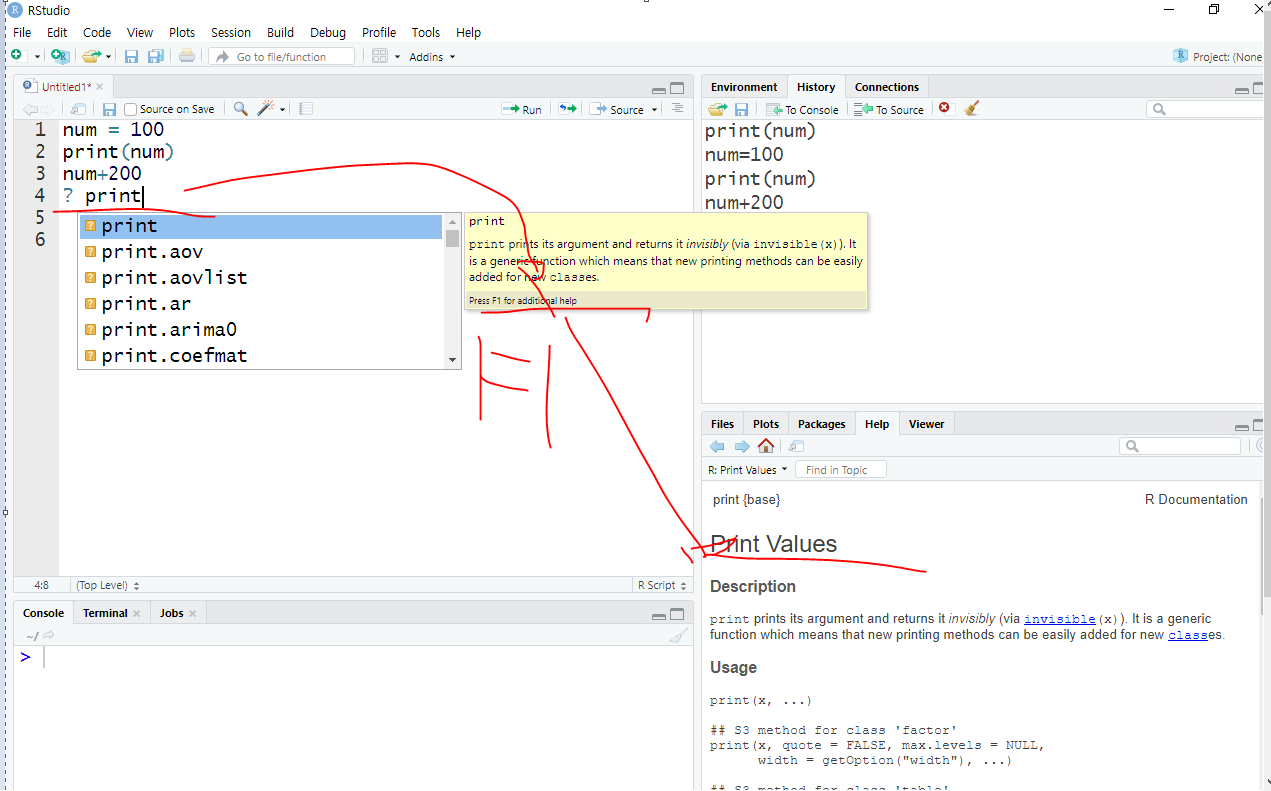 RStudio
File Edit Code View Plots Session Build Debug Profile Tools Help
Go to file/function Addins Project: (None
Untitled1*
Source on Save Run Source
1 num = 100
2 print(num)
3 num+200
4 ? print
5
6
print
print.aov
print.aovlist
print.ar
print.arima0
print.coefmat
print
print prints its argument and returns it invisibly (via invisible(x)). It
is a generic function which means that new printing methods can be easily
added for new classes.
Press F1 for additional help
F1
4:8 (Top Level) R Script
Console Terminal Jobs
~/
>
Environment History Connections
To Console To Source
print(num)
num=100
print(num)
num+200
Files Plots Packages Help Viewer
R: Print Values Find in Topic
print {base} R Documentation
Print Values
Description
print prints its argument and returns it invisibly (via invisible(x)). It is a generic
function which means that new printing methods can be easily added for new classes.
Usage
print(x, ...)
## S3 method for class 'factor'
print(x, quote = FALSE, max.levels = NULL,
width = getOption("width"), ...)
## S3 method for class 'table'